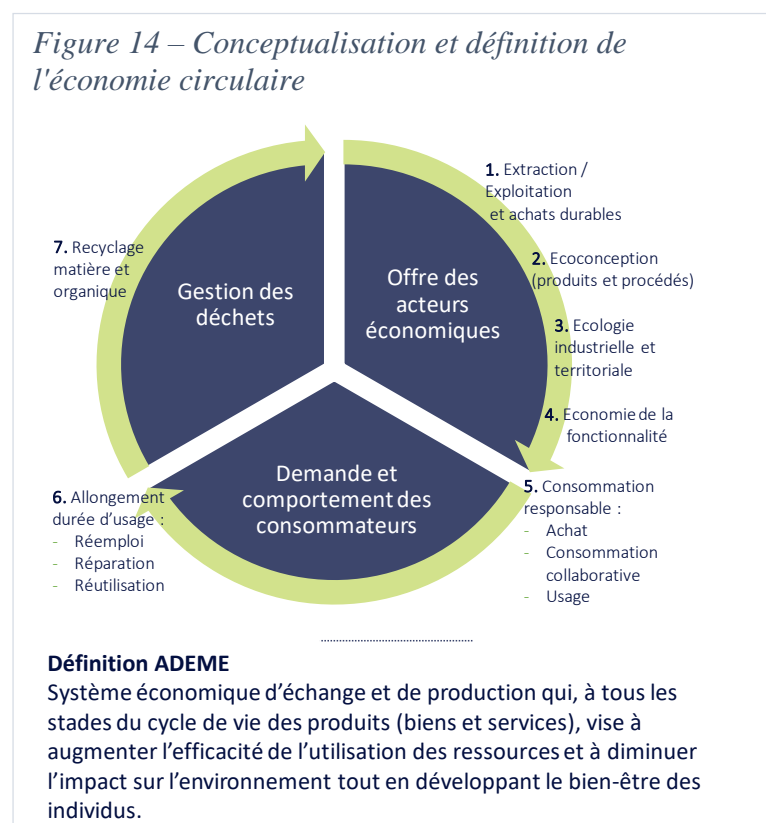 Figure 14 – Conceptualisation et définition de
l'économie circulaire
1. Extraction /
Exploitation
et achats durables
7. Recyclage
matière et
organique
Gestion des
déchets
Offre des
acteurs
économiques
2. Ecoconception
(produits et procédés)
3. Ecologie
industrielle et
territoriale
4. Economie de la
fonctionnalité
Demande et
comportement des
consommateurs
6. Allongement
durée d’usage :
- Réemploi
- Réparation
- Réutilisation
5. Consommation
responsable :
- Achat
- Consommation
collaborative
- Usage
Définition ADEME
Système économique d’échange et de production qui, à tous les
stades du cycle de vie des produits (biens et services), vise à
augmenter l’efficacité de l’utilisation des ressources et à diminuer
l’impact sur l’environnement tout en développant le bien-être des
individus.